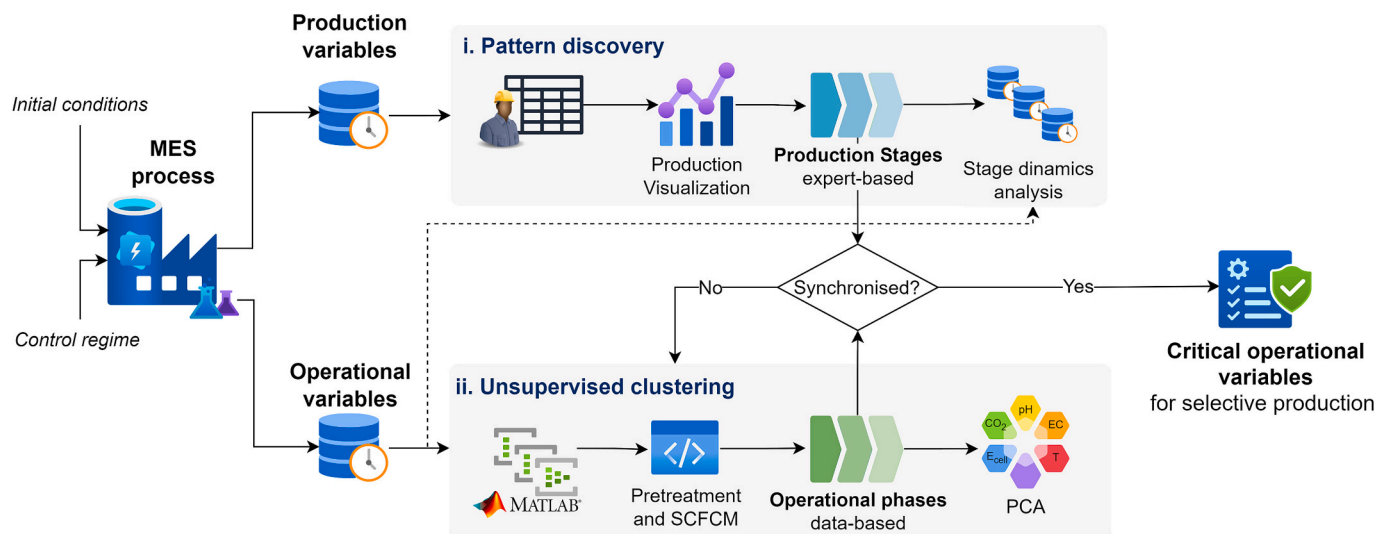 Production
variables
i. Pattern discovery
Initial conditions
MES
process
Production
Visualization
Production Stages
expert-based
Stage dinamics
analysis
Control regime
No
Synchronised?
Yes
Critical operational
variables
for selective production
Operational
variables
ii. Unsupervised clustering
MATLAB®
Pretreatment
and SCFCM
Operational phases
data-based
CO2
pH
EC
Ecell
T
PCA